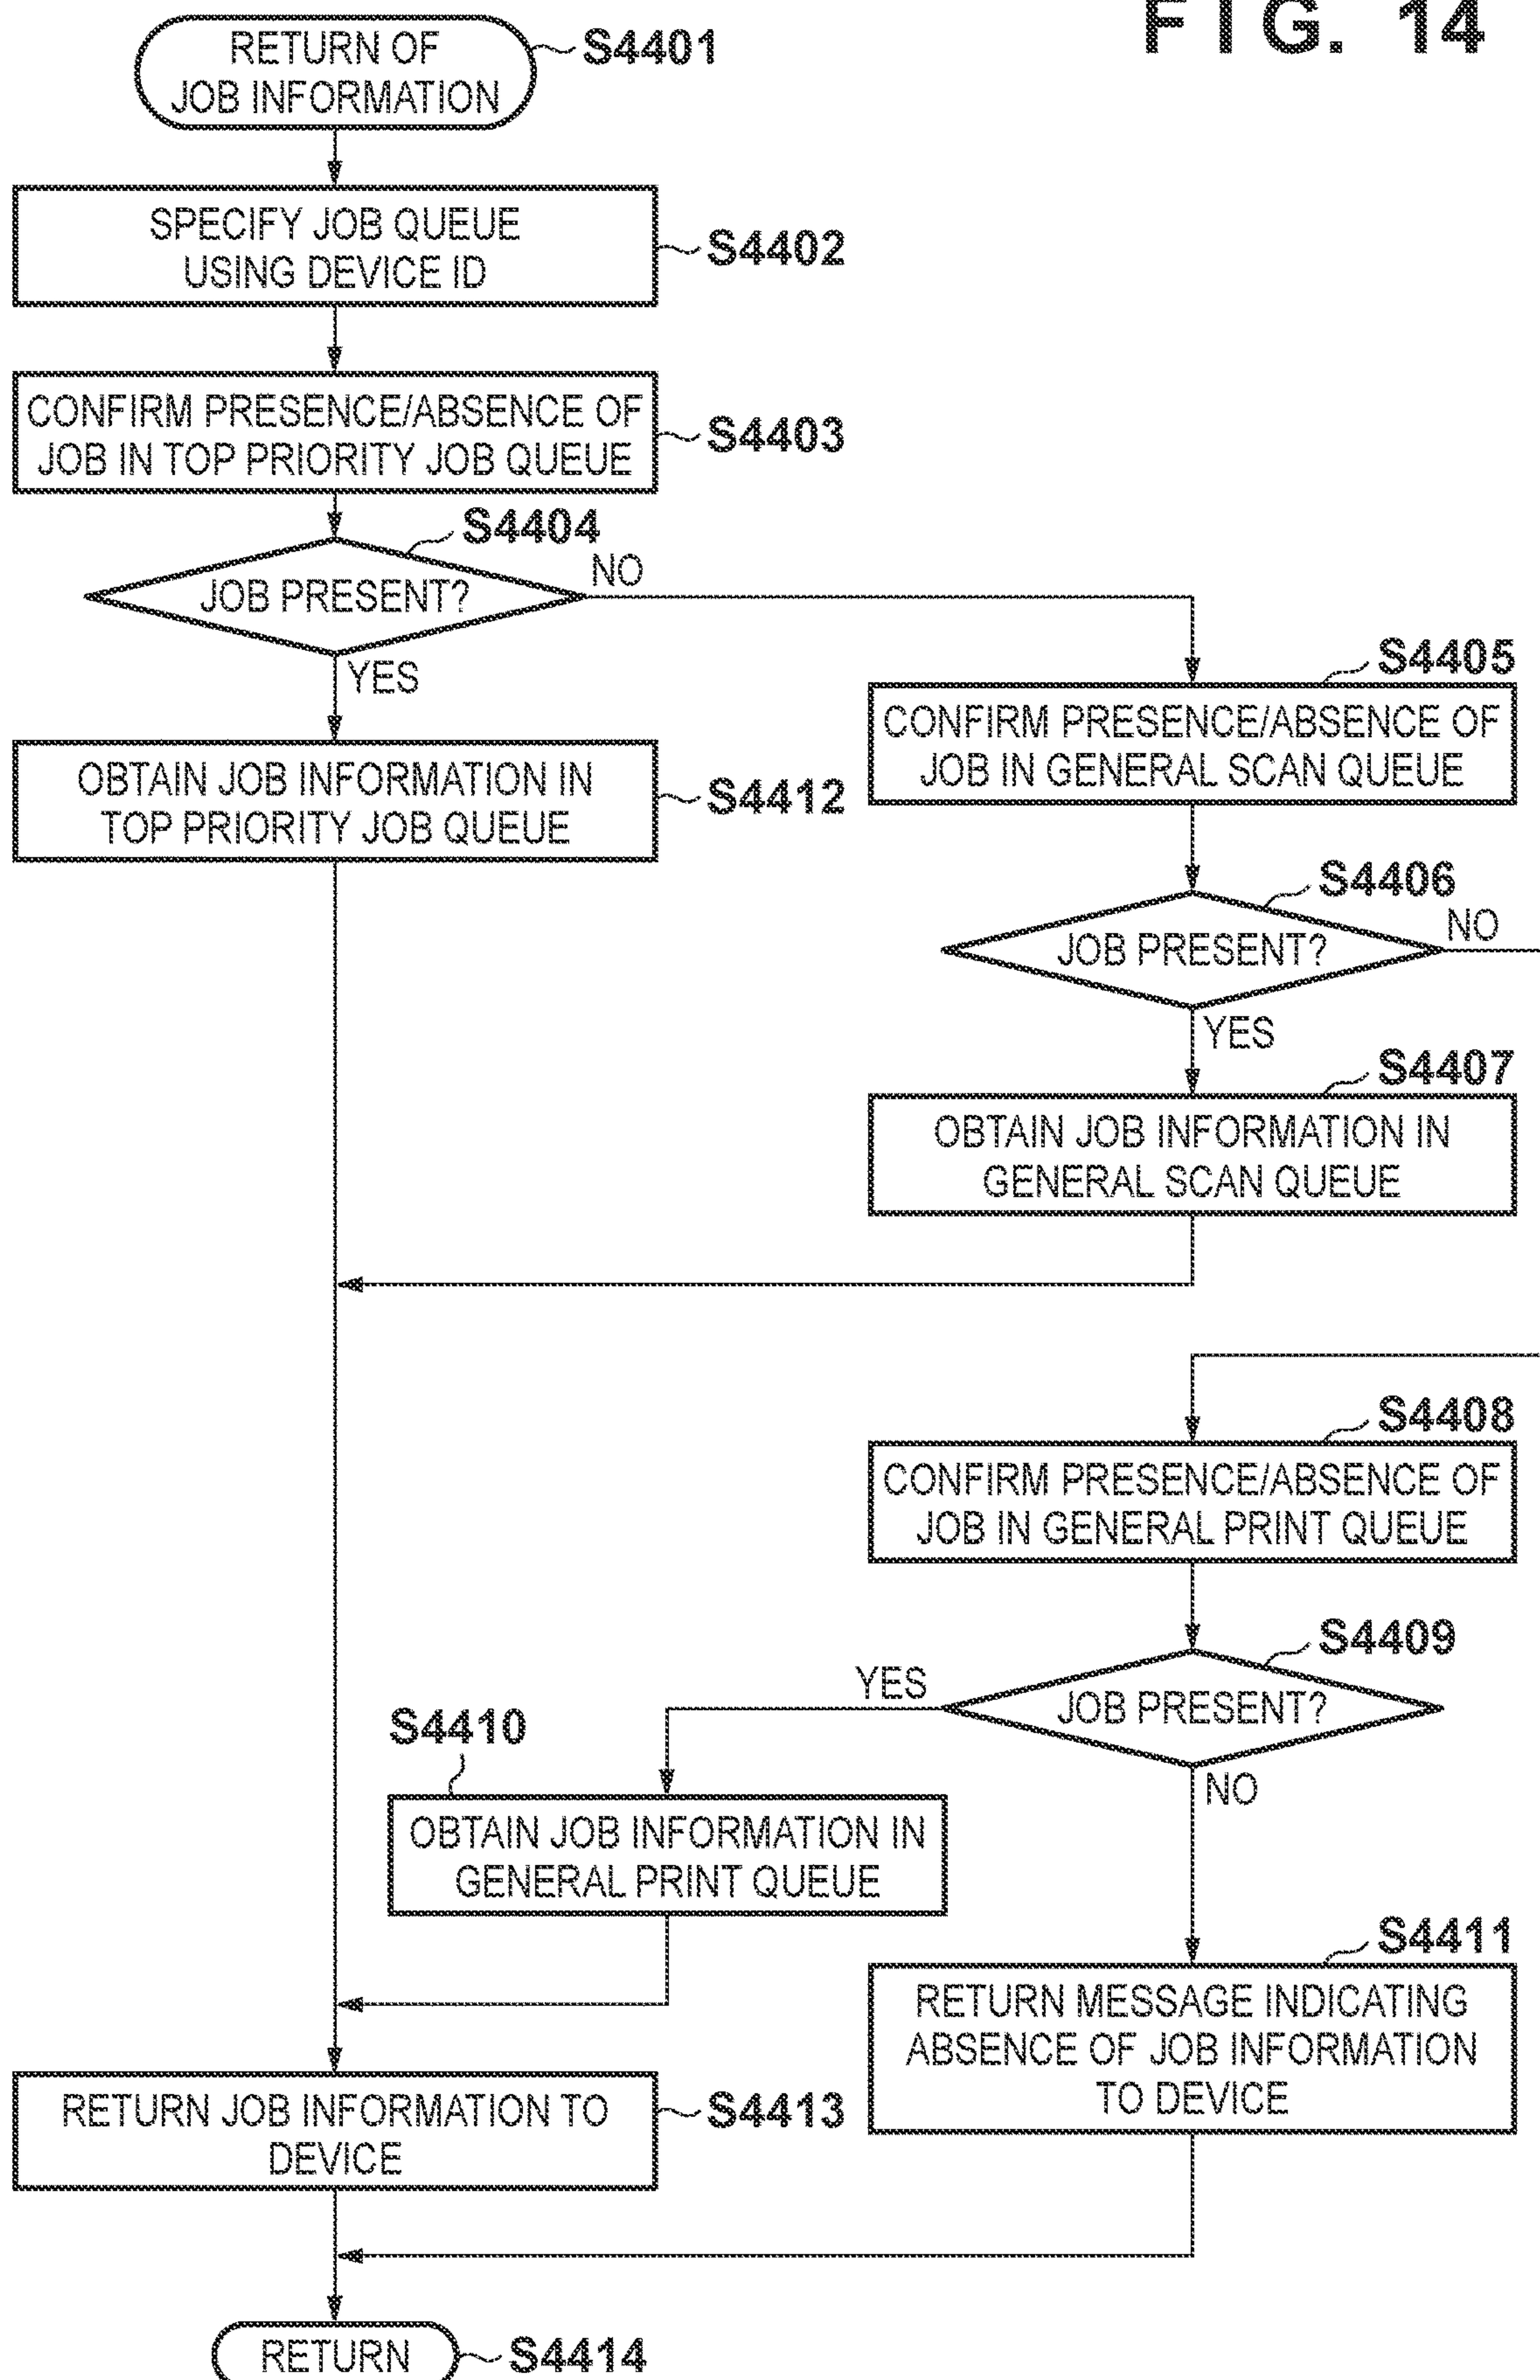 FIG. 14
RETURN OF
JOB INFORMATION
S4401
SPECIFY JOB QUEUE
USING DEVICE ID
S4402
CONFIRM PRESENCE/ABSENCE OF
JOB IN TOP PRIORITY JOB QUEUE
S4403
S4404
JOB PRESENT?
NO
YES
S4405
CONFIRM PRESENCE/ABSENCE OF
JOB IN GENERAL SCAN QUEUE
OBTAIN JOB INFORMATION IN
TOP PRIORITY JOB QUEUE
S4412
S4406
JOB PRESENT?
NO
YES
S4407
OBTAIN JOB INFORMATION IN
GENERAL SCAN QUEUE
S4408
CONFIRM PRESENCE/ABSENCE OF
JOB IN GENERAL PRINT QUEUE
S4409
JOB PRESENT?
YES
NO
S4410
OBTAIN JOB INFORMATION IN
GENERAL PRINT QUEUE
S4411
RETURN MESSAGE INDICATING
ABSENCE OF JOB INFORMATION
TO DEVICE
RETURN JOB INFORMATION TO
DEVICE
S4413
RETURN
S4414